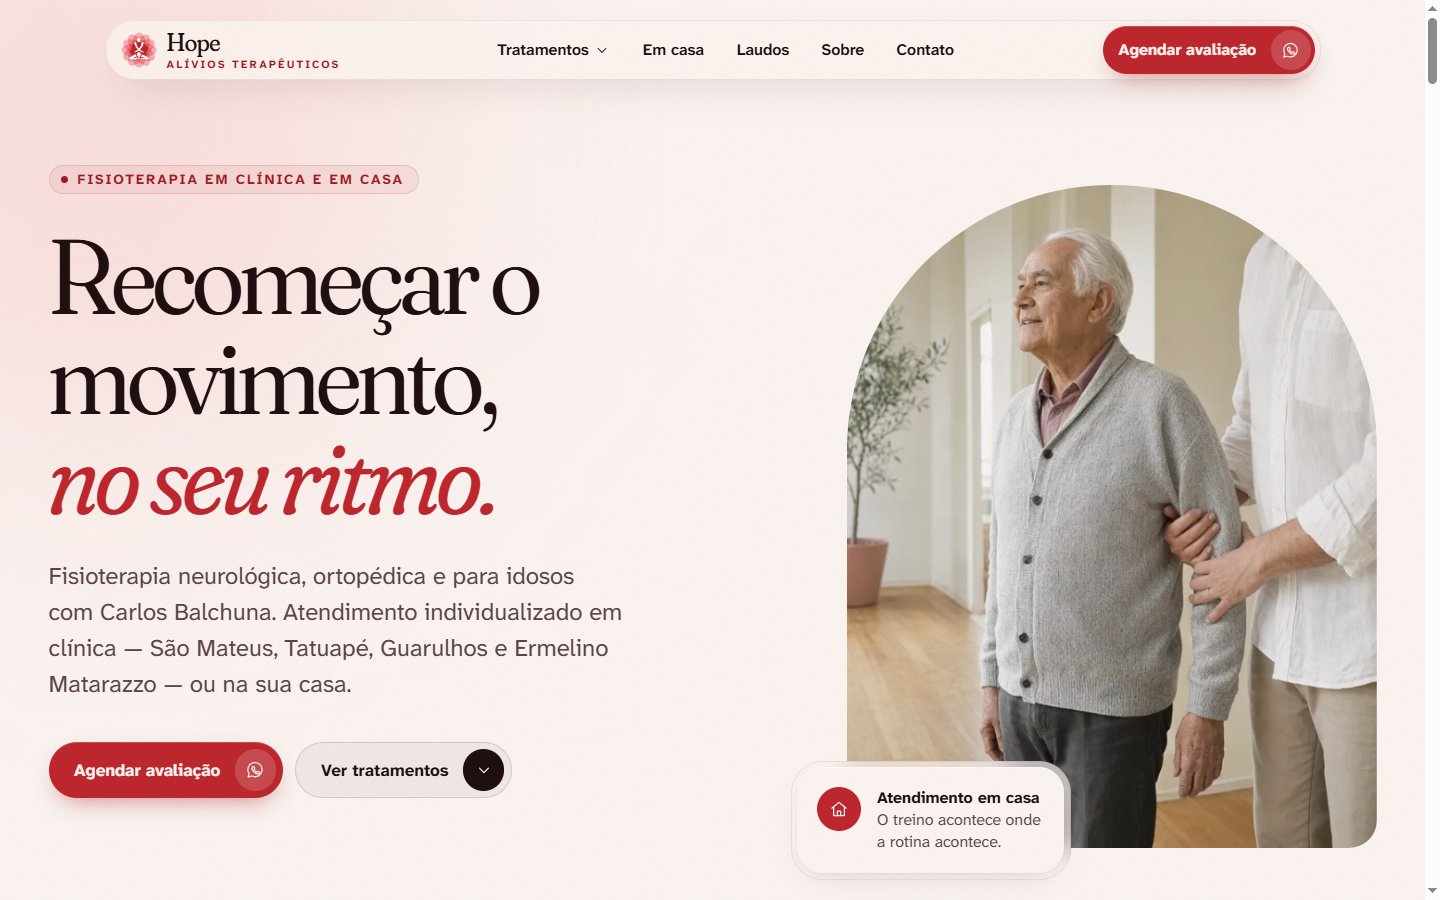 Hope
ALÍVIOS TERAPÊUTICOS
Tratamentos
Em casa
Laudos
Sobre
Contato
Agendar avaliação
FISIOTERAPIA EM CLÍNICA E EM CASA
Recomeçar o
movimento,
no seu ritmo.
Fisioterapia neurológica, ortopédica e para idosos
com Carlos Balchuna. Atendimento individualizado em
clínica — São Mateus, Tatuapé, Guarulhos e Ermelino
Matarazzo — ou na sua casa.
Agendar avaliação
Ver tratamentos
Atendimento em casa
O treino acontece onde
a rotina acontece.